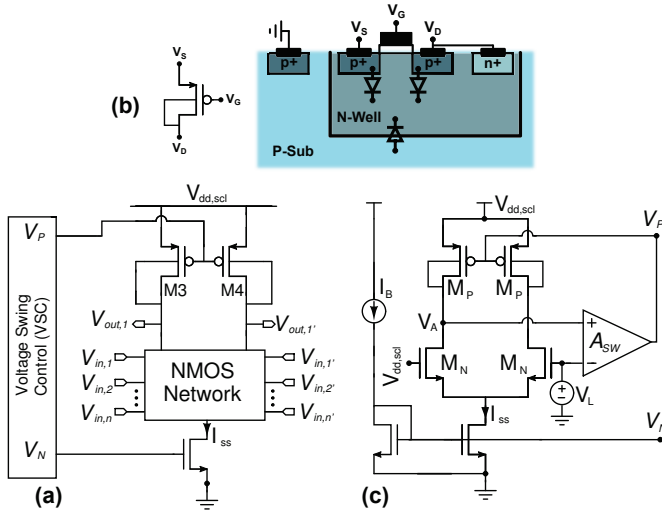 V_G
V_S
V_D
p+
p+
p+
n+
N-Well
P-Sub
V_S
V_G
V_D
(b)
V_dd,scl
V_P
M3
M4
V_out,1
V_out,1'
Voltage Swing
Control (VSC)
V_in,1
V_in,2
V_in,n
NMOS
Network
V_in,1'
V_in,2'
V_in,n'
I_ss
V_N
(a)
V_dd,scl
V_P
I_B
M_P
M_P
V_A
+
A_SW
−
V_dd,scl
M_N
M_N
+
−
V_L
I_ss
(c)